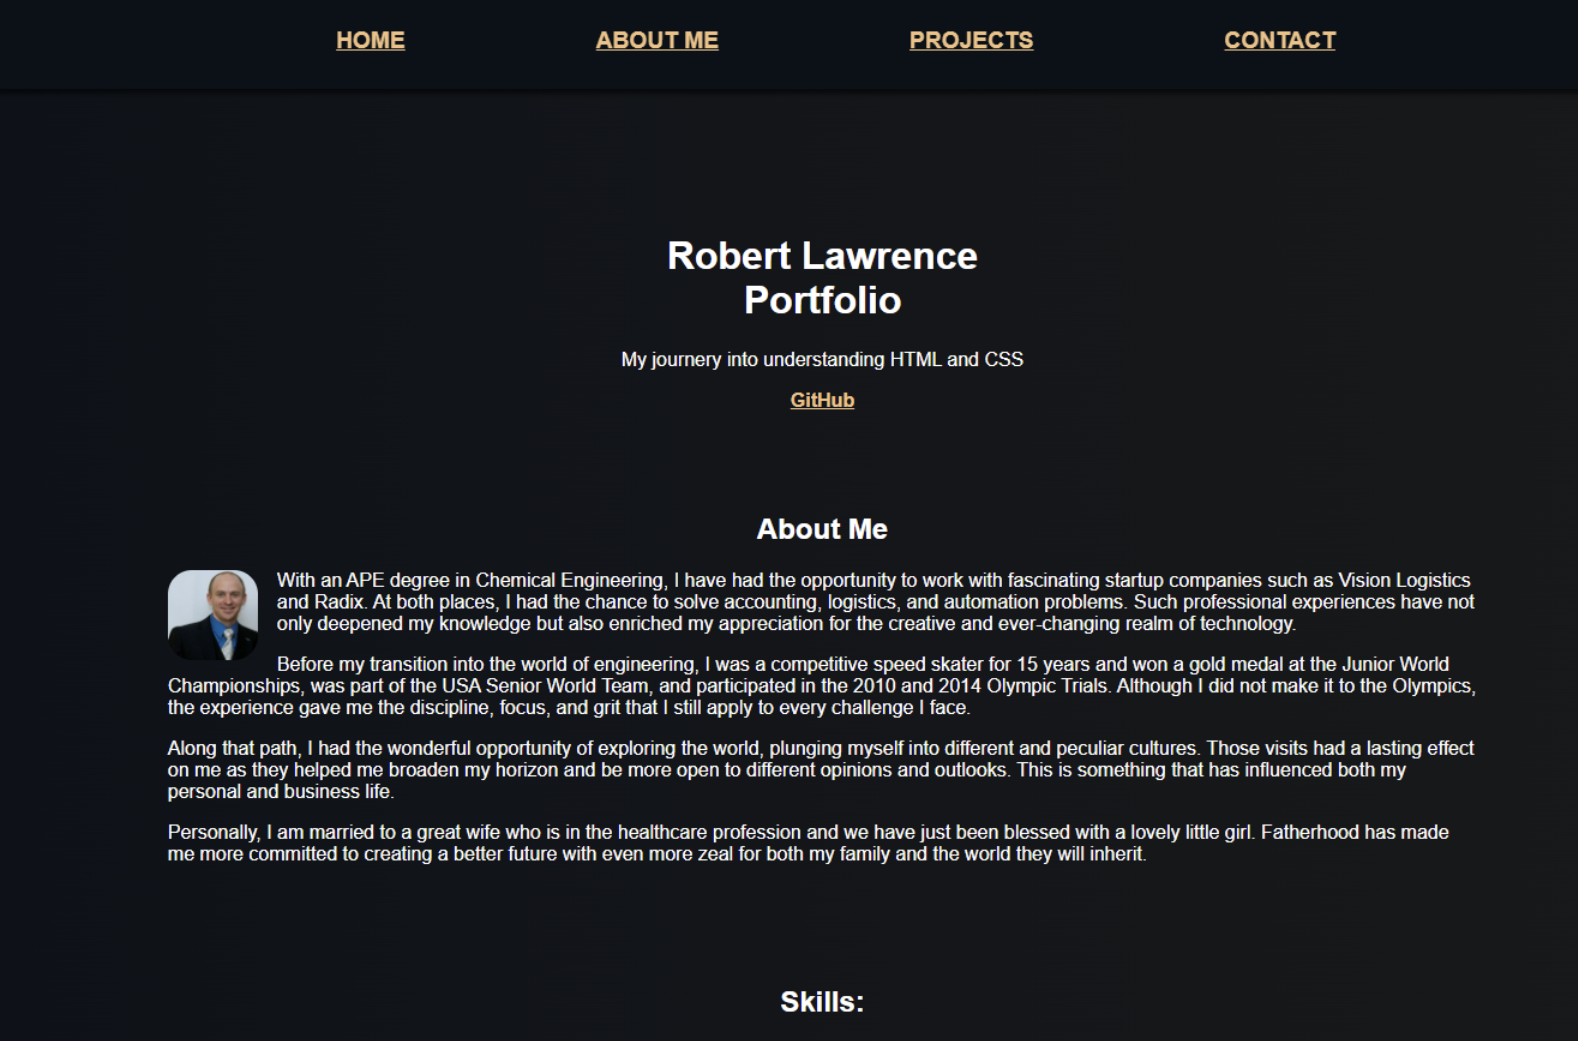 HOME ABOUT ME PROJECTS CONTACT
Robert Lawrence
Portfolio
My journery into understanding HTML and CSS
GitHub
About Me
With an APE degree in Chemical Engineering, I have had the opportunity to work with fascinating startup companies such as Vision Logistics
and Radix. At both places, I had the chance to solve accounting, logistics, and automation problems. Such professional experiences have not
only deepened my knowledge but also enriched my appreciation for the creative and ever-changing realm of technology.
Before my transition into the world of engineering, I was a competitive speed skater for 15 years and won a gold medal at the Junior World
Championships, was part of the USA Senior World Team, and participated in the 2010 and 2014 Olympic Trials. Although I did not make it to the Olympics,
the experience gave me the discipline, focus, and grit that I still apply to every challenge I face.
Along that path, I had the wonderful opportunity of exploring the world, plunging myself into different and peculiar cultures. Those visits had a lasting effect
on me as they helped me broaden my horizon and be more open to different opinions and outlooks. This is something that has influenced both my
personal and business life.
Personally, I am married to a great wife who is in the healthcare profession and we have just been blessed with a lovely little girl. Fatherhood has made
me more committed to creating a better future with even more zeal for both my family and the world they will inherit.
Skills: